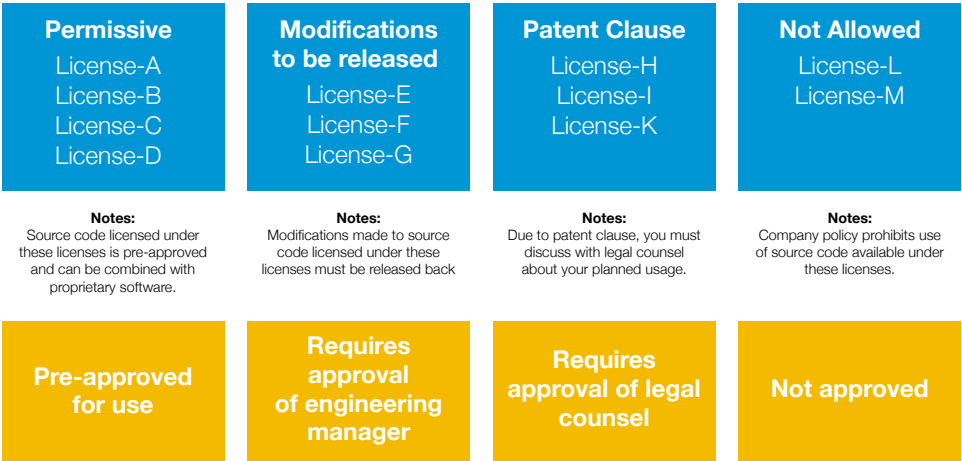 Permissive
License-A
License-B
License-C
License-D
Modifications
to be released
License-E
License-F
License-G
Patent Clause
License-H
License-I
License-K
Not Allowed
License-L
License-M
Notes:
Source code licensed under
these licenses is pre-approved
and can be combined with
proprietary software.
Notes:
Modifications made to source
code licensed under these
licenses must be released back
Notes:
Due to patent clause, you must
discuss with legal counsel
about your planned usage.
Notes:
Company policy prohibits use
of source code available under
these licenses.
Pre-approved
for use
Requires
approval
of engineering
manager
Requires
approval of legal
counsel
Not approved